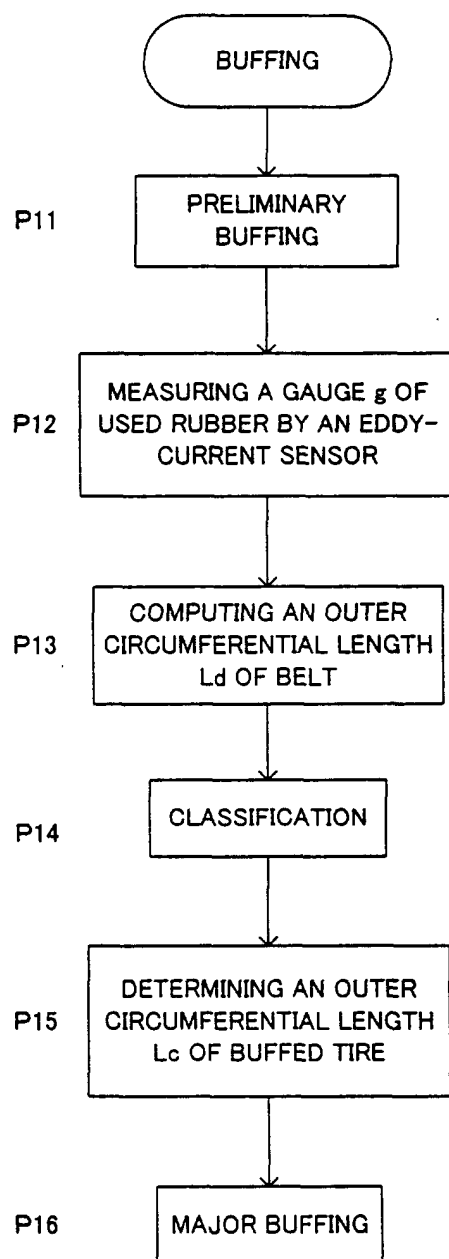 BUFFING
P11
PRELIMINARY
BUFFING
P12
MEASURING A GAUGE g OF
USED RUBBER BY AN EDDY-
CURRENT SENSOR
P13
COMPUTING AN OUTER
CIRCUMFERENTIAL LENGTH
Ld OF BELT
P14
CLASSIFICATION
P15
DETERMINING AN OUTER
CIRCUMFERENTIAL LENGTH
Lc OF BUFFED TIRE
P16
MAJOR BUFFING